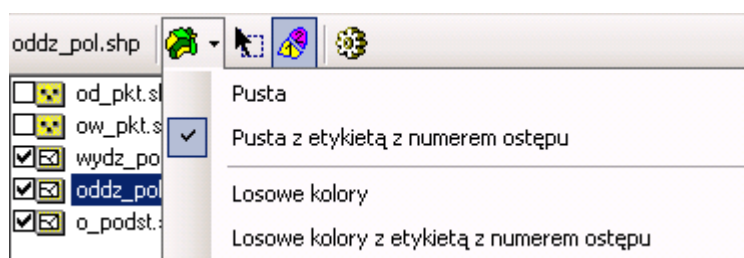 oddz_pol.shp
od_pkt.sl
Pusta
ow_pkt.s
Pusta z etykietą z numerem ostępu
wydz_po
oddz_pol
Losowe kolory
o_podst.
Losowe kolory z etykietą z numerem ostępu